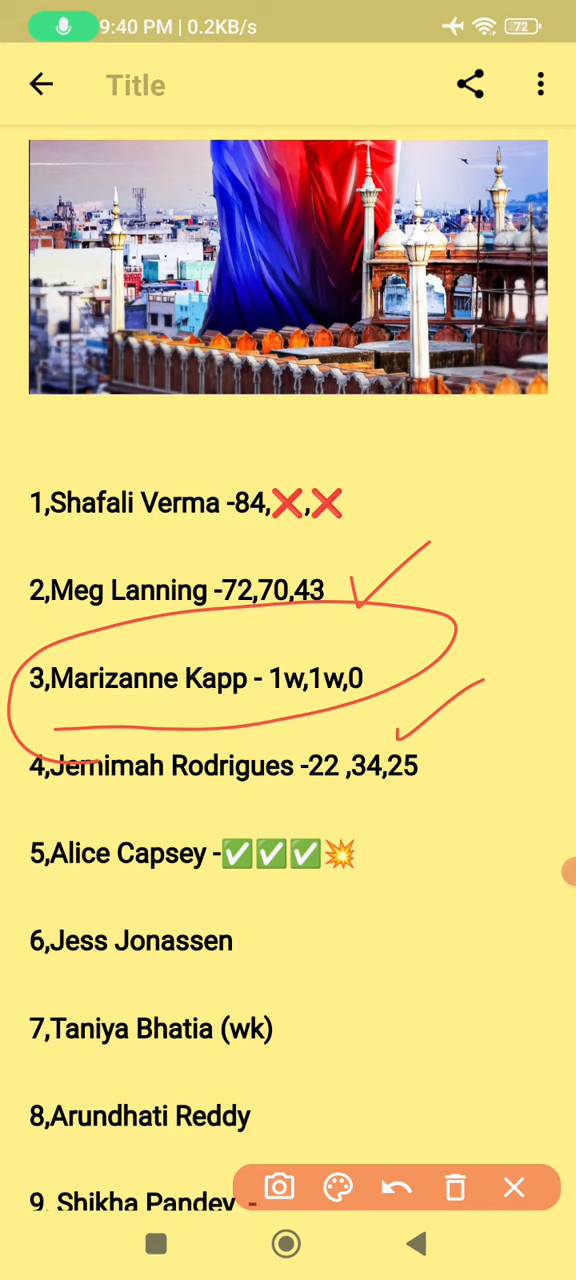 9:40 PM | 0.2KB/s 72
Title
1,Shafali Verma -84,❌,❌
2,Meg Lanning -72,70,43
3,Marizanne Kapp - 1w,1w,0
4,Jemimah Rodrigues -22 ,34,25
5,Alice Capsey -✅✅✅💥
6,Jess Jonassen
7,Taniya Bhatia (wk)
8,Arundhati Reddy
9. Shikha Pandey -